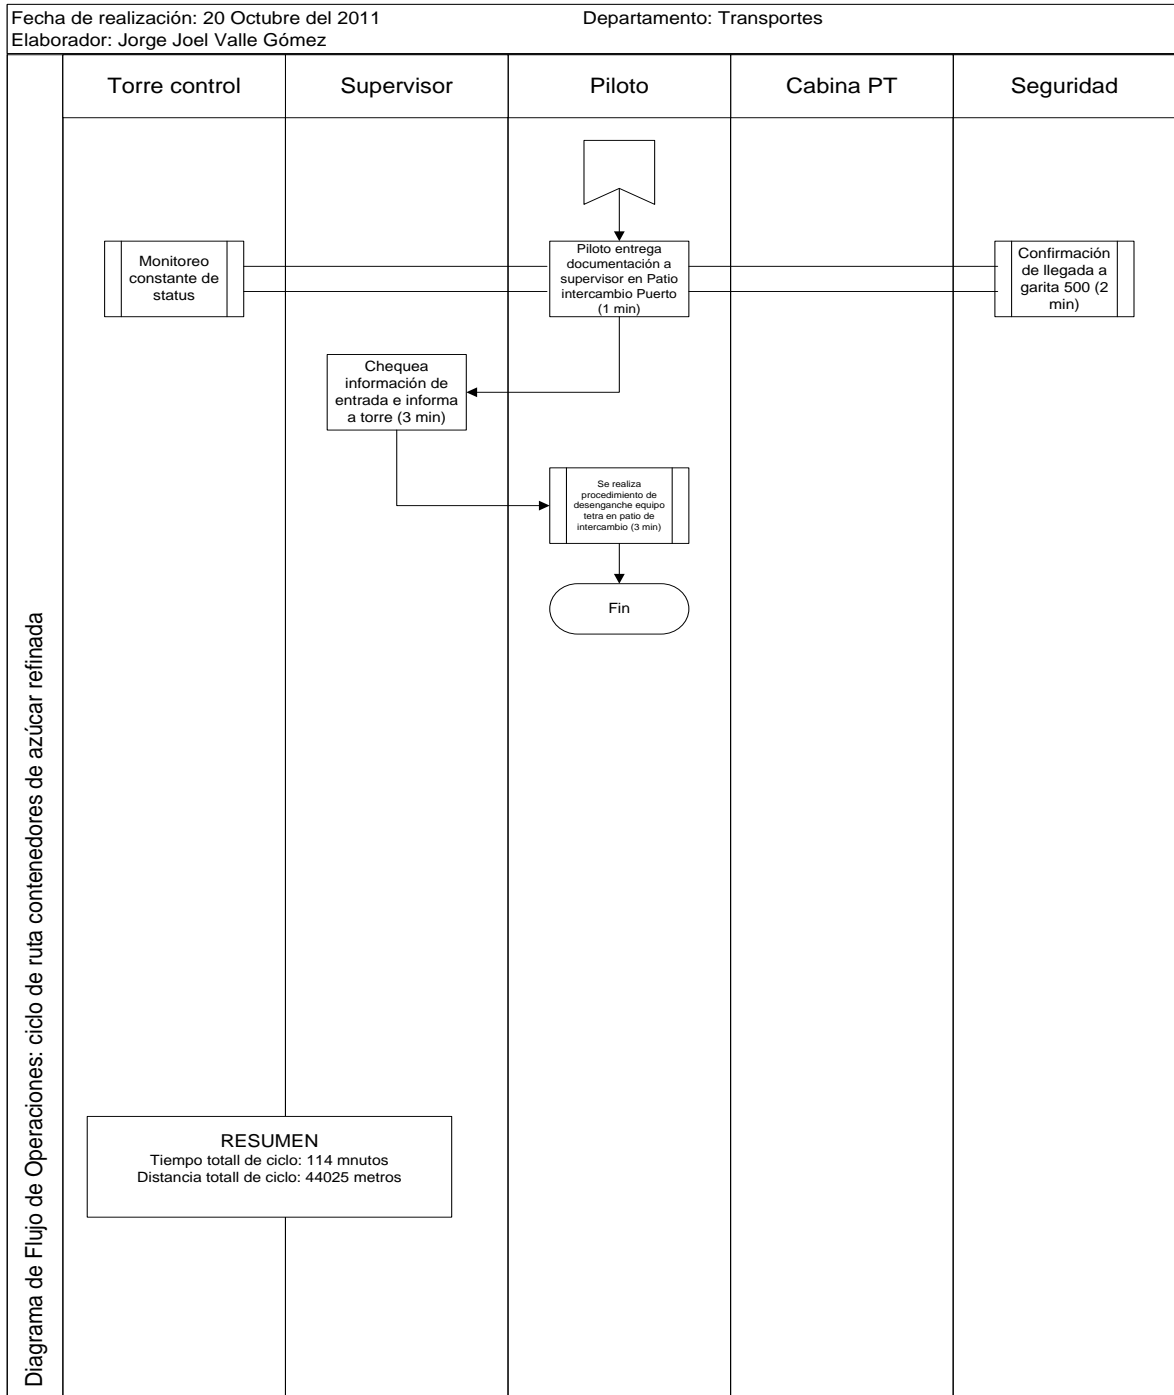 Fecha de realización: 20 Octubre del 2011 Departamento: Transportes
Elaborador: Jorge Joel Valle Gómez
Diagrama de Flujo de Operaciones: ciclo de ruta contenedores de azúcar refinada
Torre control
Supervisor
Piloto
Cabina PT
Seguridad
Monitoreo
constante de
status
Piloto entrega
documentación a
supervisor en Patio
intercambio Puerto
(1 min)
Confirmación
de llegada a
garita 500 (2
min)
Chequea
información de
entrada e informa
a torre (3 min)
Se realiza
procedimiento de
desenganche equipo
tetra en patio de
intercambio (3 min)
Fin
RESUMEN
Tiempo totall de ciclo: 114 mnutos
Distancia totall de ciclo: 44025 metros